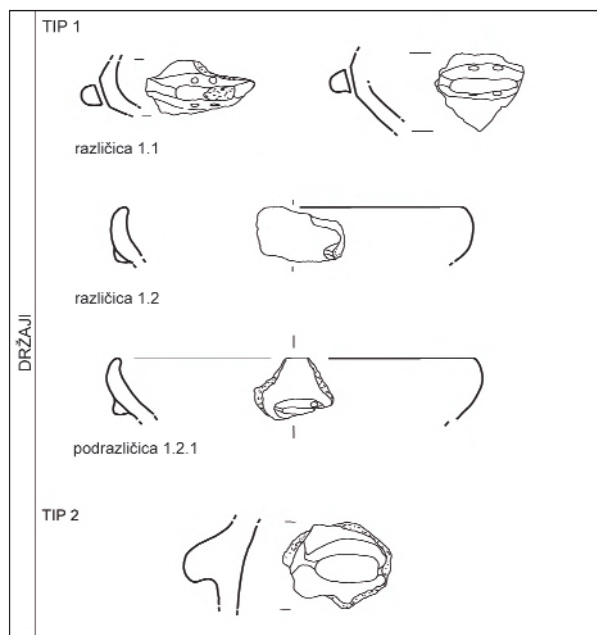 DRŽAJI
TIP 1
različica 1.1
različica 1.2
podrazličica 1.2.1
TIP 2